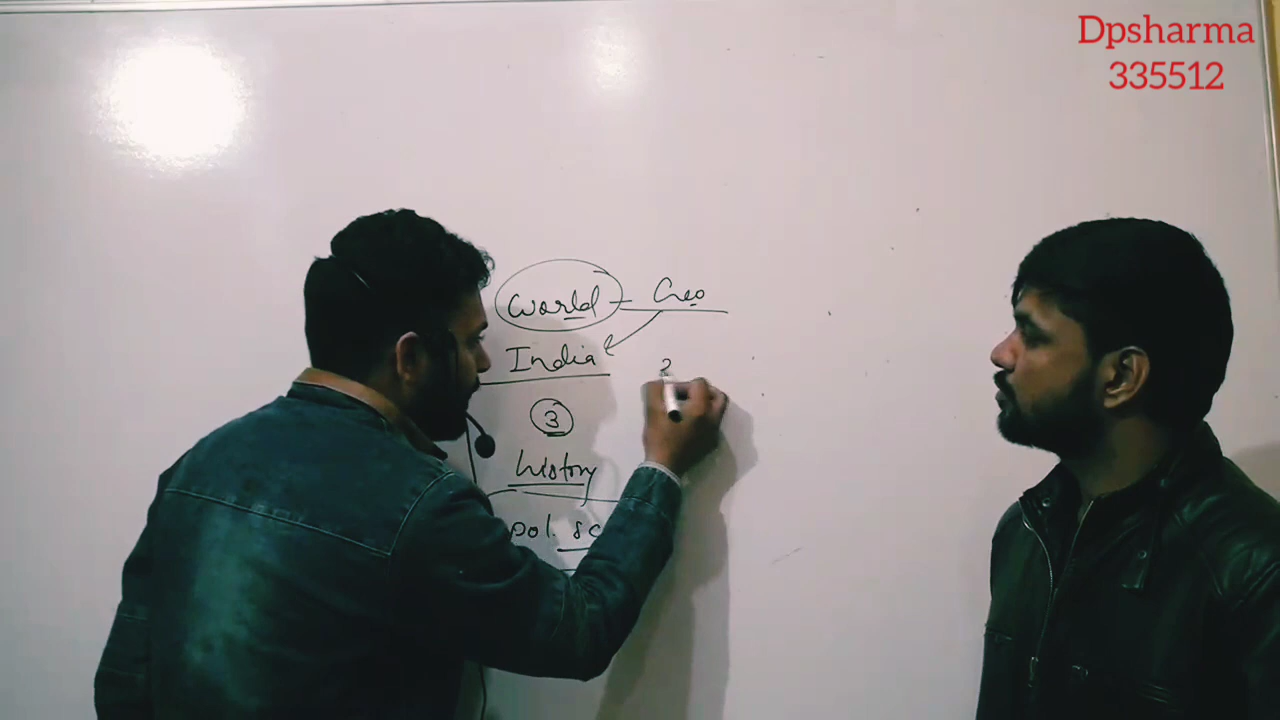 Dpsharma
335512
World - Geo
India
3
history
pol. sc